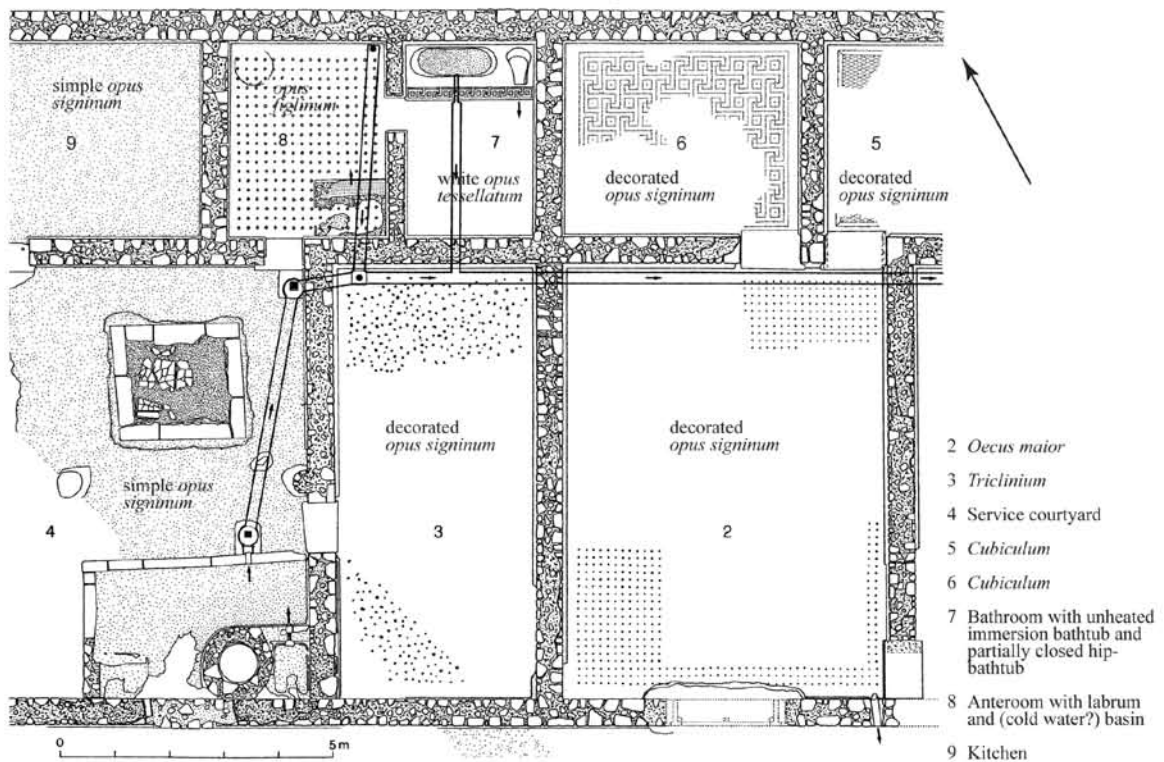 simple opus
signinum
9
opus
figlinum
8
7
white opus
tessellatum
6
decorated
opus signinum
5
decorated
opus signinum
decorated
opus signinum
decorated
opus signinum
simple opus
signinum
4
3
2
2 Oecus maior
3 Triclinium
4 Service courtyard
5 Cubiculum
6 Cubiculum
7 Bathroom with unheated
immersion bathtub and
partially closed hip-
bathtub
8 Anteroom with labrum
and (cold water?) basin
9 Kitchen
0 5m